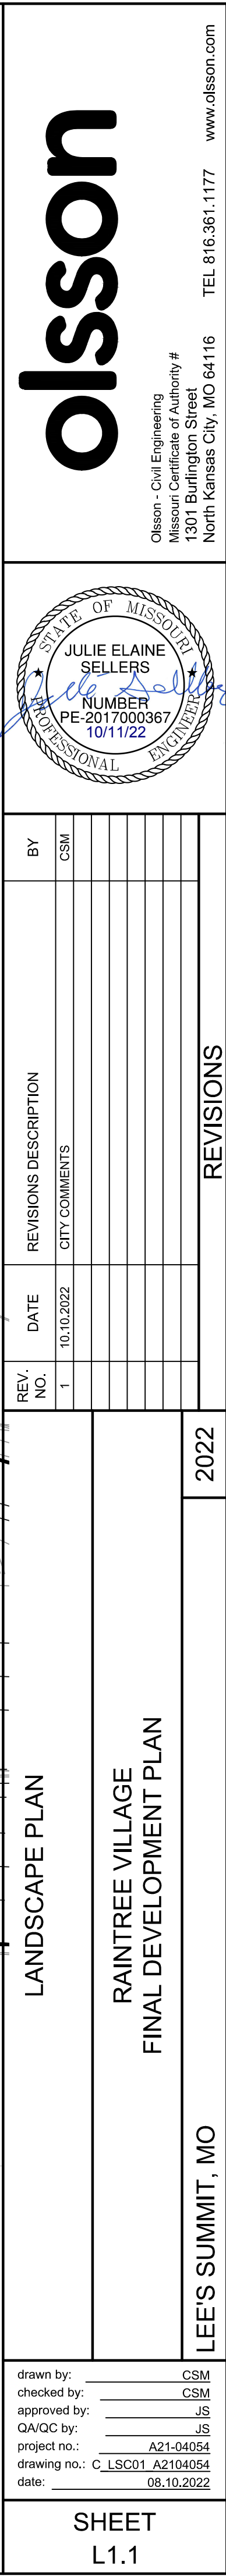 olsson
Olsson - Civil Engineering
Missouri Certificate of Authority #
1301 Burlington Street
North Kansas City, MO 64116 TEL 816.361.1177 www.olsson.com
STATE OF MISSOURI
JULIE ELAINE
SELLERS
NUMBER
PE-2017000367
10/11/22
PROFESSIONAL ENGINEER
REV. NO. DATE REVISIONS DESCRIPTION BY
1 10.10.2022 CITY COMMENTS CSM
REVISIONS
LANDSCAPE PLAN
RAINTREE VILLAGE
FINAL DEVELOPMENT PLAN
LEE'S SUMMIT, MO 2022
drawn by: CSM
checked by: CSM
approved by: JS
QA/QC by: JS
project no.: A21-04054
drawing no.: C_LSC01_A2104054
date: 08.10.2022
SHEET
L1.1